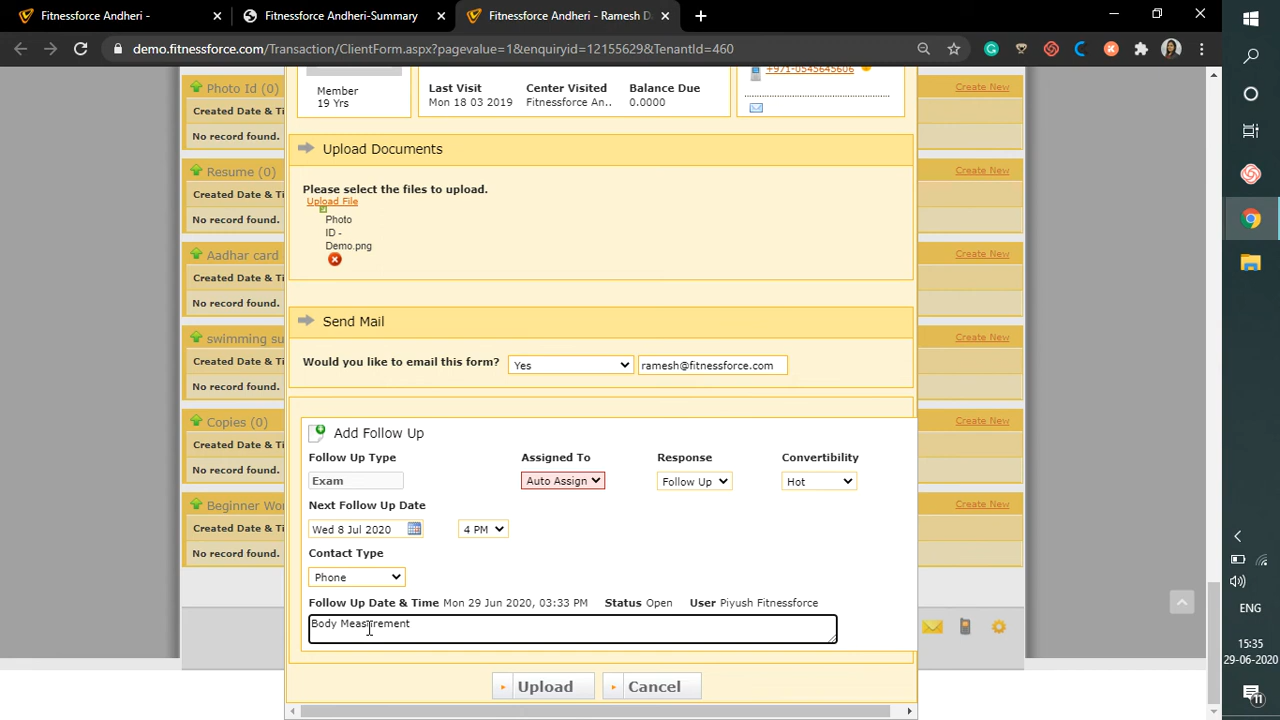 Fitnessforce Andheri -
Fitnessforce Andheri-Summary
Fitnessforce Andheri - Ramesh D
demo.fitnessforce.com/Transaction/ClientForm.aspx?pagevalue=1&enquiryid=12155629&TenantId=460
Photo Id (0)
Create New
Created Date & Ti
No record found.
Resume (0)
Create New
Created Date & Ti
No record found.
Aadhar card
Create New
Created Date & Ti
No record found.
swimming su
Create New
Created Date & Ti
No record found.
Copies (0)
Create New
Created Date & Ti
No record found.
Beginner Wo
Create New
Created Date & Ti
No record found.
Member
19 Yrs
Last Visit
Center Visited
Balance Due
Mon 18 03 2019
Fitnessforce An..
0.0000
+971-0545645606
Upload Documents
Please select the files to upload.
Upload File
Photo
ID -
Demo.png
Send Mail
Would you like to email this form?
Yes
ramesh@fitnessforce.com
Add Follow Up
Follow Up Type
Assigned To
Response
Convertibility
Exam
Auto Assign
Follow Up
Hot
Next Follow Up Date
Wed 8 Jul 2020
4 PM
Contact Type
Phone
Follow Up Date & Time Mon 29 Jun 2020, 03:33 PM Status Open User Piyush Fitnessforce
Body Measurement
Upload
Cancel
ENG
15:35
29-06-2020
11